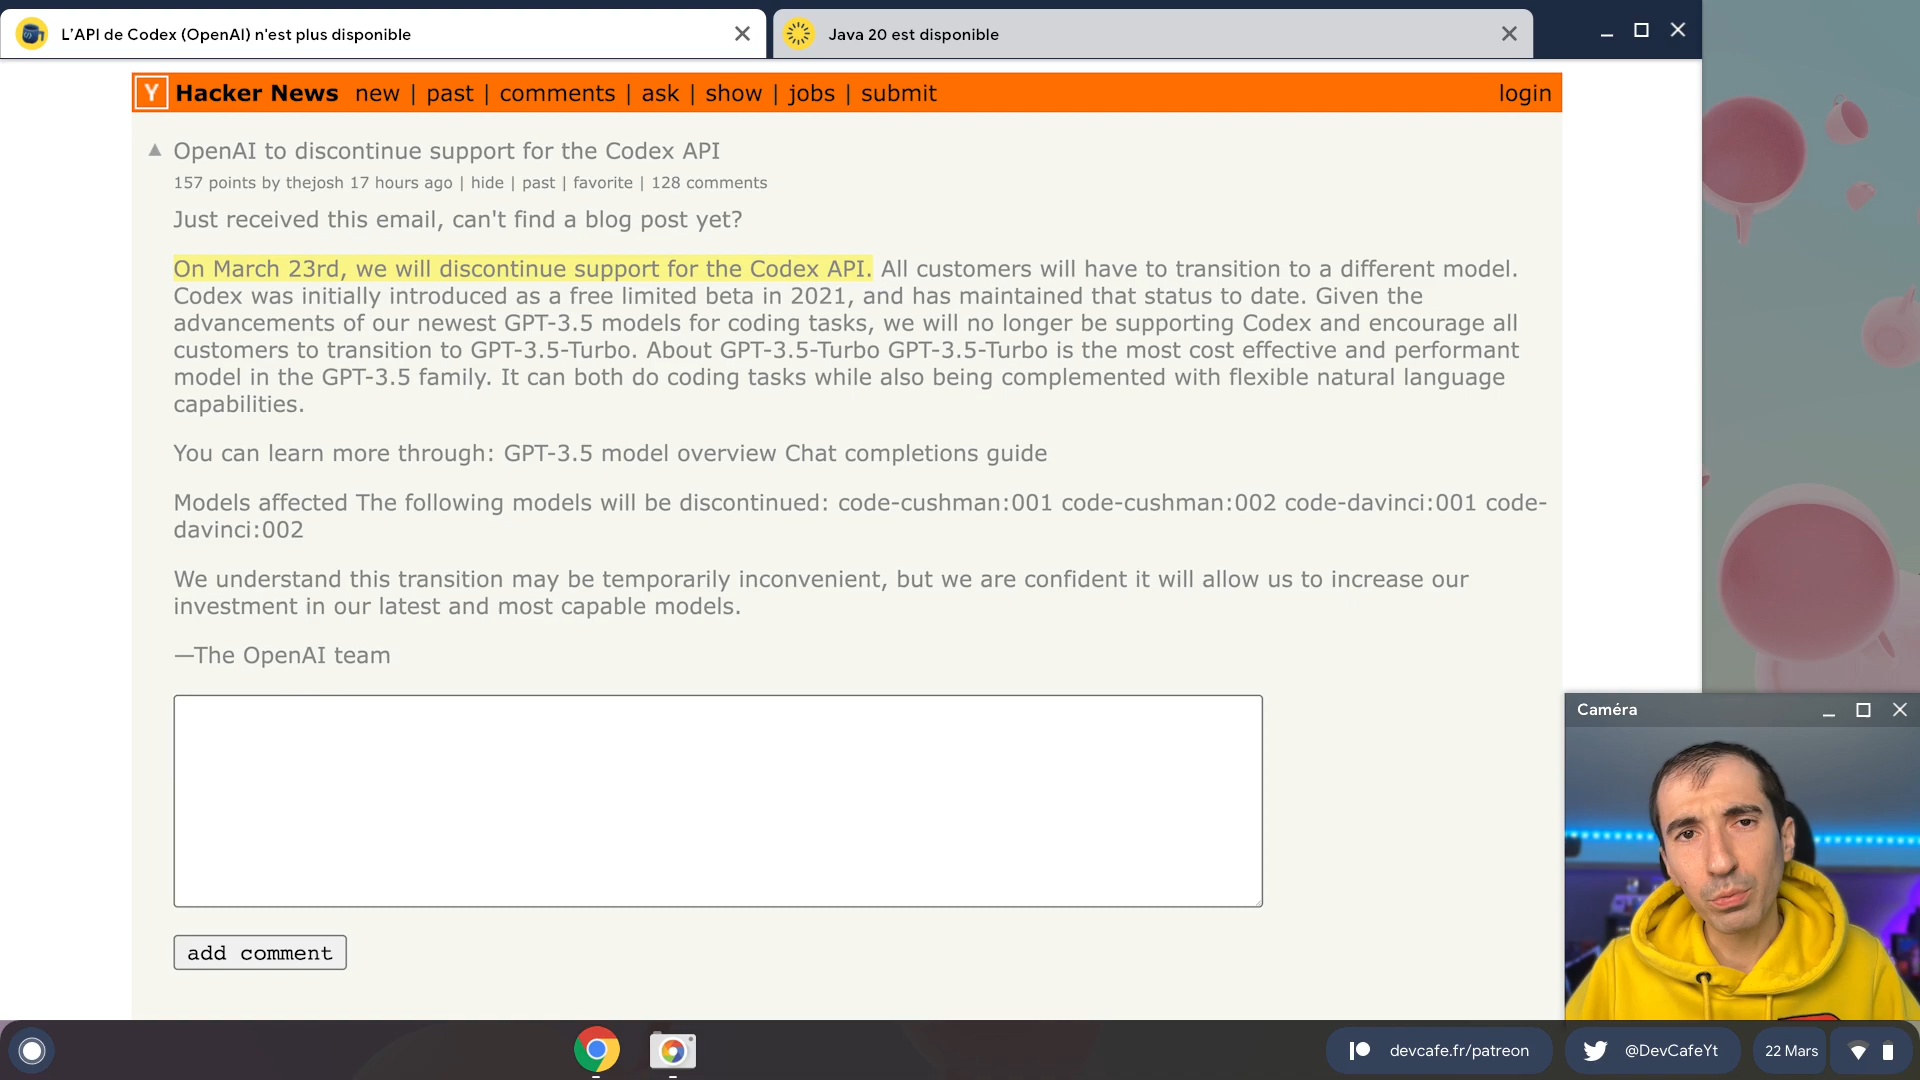 L'API de Codex (OpenAI) n'est plus disponible
Java 20 est disponible
Y Hacker News new | past | comments | ask | show | jobs | submit login
OpenAI to discontinue support for the Codex API
157 points by thejosh 17 hours ago | hide | past | favorite | 128 comments
Just received this email, can't find a blog post yet?
On March 23rd, we will discontinue support for the Codex API. All customers will have to transition to a different model.
Codex was initially introduced as a free limited beta in 2021, and has maintained that status to date. Given the
advancements of our newest GPT-3.5 models for coding tasks, we will no longer be supporting Codex and encourage all
customers to transition to GPT-3.5-Turbo. About GPT-3.5-Turbo GPT-3.5-Turbo is the most cost effective and performant
model in the GPT-3.5 family. It can both do coding tasks while also being complemented with flexible natural language
capabilities.
You can learn more through: GPT-3.5 model overview Chat completions guide
Models affected The following models will be discontinued: code-cushman:001 code-cushman:002 code-davinci:001 code-
davinci:002
We understand this transition may be temporarily inconvenient, but we are confident it will allow us to increase our
investment in our latest and most capable models.
—The OpenAI team
add comment
Caméra
devcafe.fr/patreon
@DevCafeYt
22 Mars